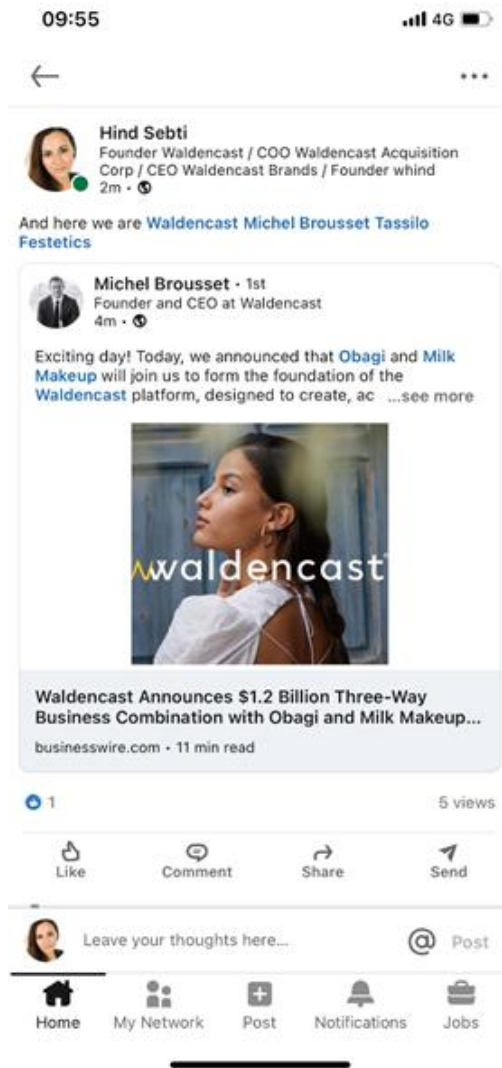 09:55
4G
Hind Sebti
Founder Waldencast / COO Waldencast Acquisition
Corp / CEO Waldencast Brands / Founder whind
2m •
And here we are Waldencast Michel Brousset Tassilo
Festetics
Michel Brousset • 1st
Founder and CEO at Waldencast
4m •
Exciting day! Today, we announced that Obagi and Milk
Makeup will join us to form the foundation of the
Waldencast platform, designed to create, ac ...see more
waldencast
Waldencast Announces $1.2 Billion Three-Way
Business Combination with Obagi and Milk Makeup...
businesswire.com • 11 min read
1
5 views
Like
Comment
Share
Send
Leave your thoughts here...
@ Post
Home
My Network
Post
Notifications
Jobs